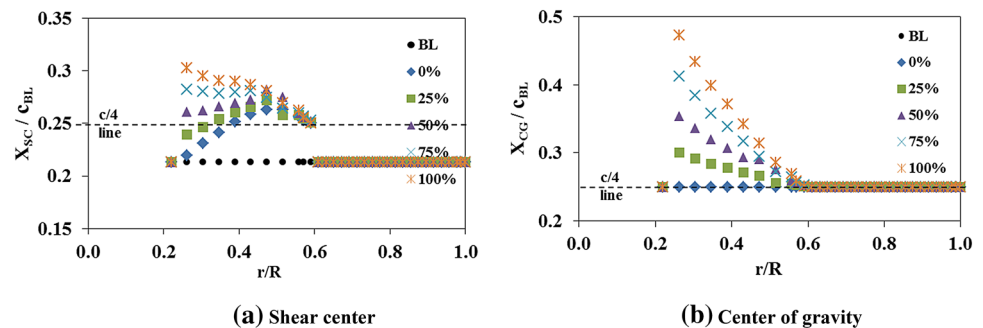 0.35
0.3
0.25
0.2
0.15
X_SC / c_BL
c/4
line
BL
0%
25%
50%
75%
100%
0.0
0.2
0.4
0.6
0.8
1.0
r/R
(a) Shear center
0.5
0.4
0.3
0.2
X_CG / c_BL
c/4
line
BL
0%
25%
50%
75%
100%
0.0
0.2
0.4
0.6
0.8
1.0
r/R
(b) Center of gravity